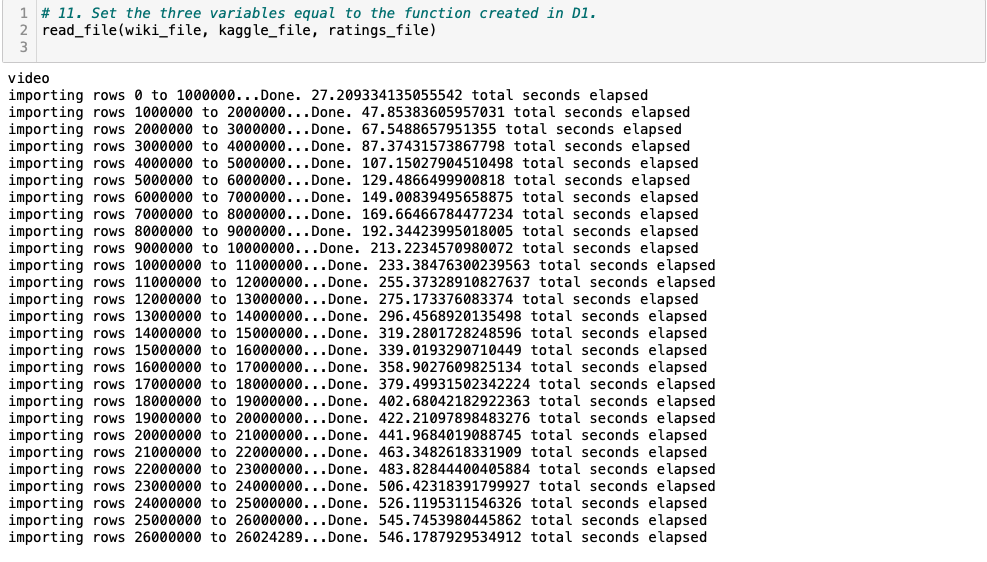 1 # 11. Set the three variables equal to the function created in D1.
2 read_file(wiki_file, kaggle_file, ratings_file)
3
video
importing rows 0 to 1000000...Done. 27.209334135055542 total seconds elapsed
importing rows 1000000 to 2000000...Done. 47.85383605957031 total seconds elapsed
importing rows 2000000 to 3000000...Done. 67.5488657951355 total seconds elapsed
importing rows 3000000 to 4000000...Done. 87.37431573867798 total seconds elapsed
importing rows 4000000 to 5000000...Done. 107.15027904510498 total seconds elapsed
importing rows 5000000 to 6000000...Done. 129.4866499900818 total seconds elapsed
importing rows 6000000 to 7000000...Done. 149.00839495658875 total seconds elapsed
importing rows 7000000 to 8000000...Done. 169.66466784477234 total seconds elapsed
importing rows 8000000 to 9000000...Done. 192.34423995018005 total seconds elapsed
importing rows 9000000 to 10000000...Done. 213.2234570980072 total seconds elapsed
importing rows 10000000 to 11000000...Done. 233.38476300239563 total seconds elapsed
importing rows 11000000 to 12000000...Done. 255.37328910827637 total seconds elapsed
importing rows 12000000 to 13000000...Done. 275.173376083374 total seconds elapsed
importing rows 13000000 to 14000000...Done. 296.4568920135498 total seconds elapsed
importing rows 14000000 to 15000000...Done. 319.2801728248596 total seconds elapsed
importing rows 15000000 to 16000000...Done. 339.0193290710449 total seconds elapsed
importing rows 16000000 to 17000000...Done. 358.9027609825134 total seconds elapsed
importing rows 17000000 to 18000000...Done. 379.49931502342224 total seconds elapsed
importing rows 18000000 to 19000000...Done. 402.68042182922363 total seconds elapsed
importing rows 19000000 to 20000000...Done. 422.21097898483276 total seconds elapsed
importing rows 20000000 to 21000000...Done. 441.9684019088745 total seconds elapsed
importing rows 21000000 to 22000000...Done. 463.3482618331909 total seconds elapsed
importing rows 22000000 to 23000000...Done. 483.82844400405884 total seconds elapsed
importing rows 23000000 to 24000000...Done. 506.42318391799927 total seconds elapsed
importing rows 24000000 to 25000000...Done. 526.1195311546326 total seconds elapsed
importing rows 25000000 to 26000000...Done. 545.7453980445862 total seconds elapsed
importing rows 26000000 to 26024289...Done. 546.1787929534912 total seconds elapsed